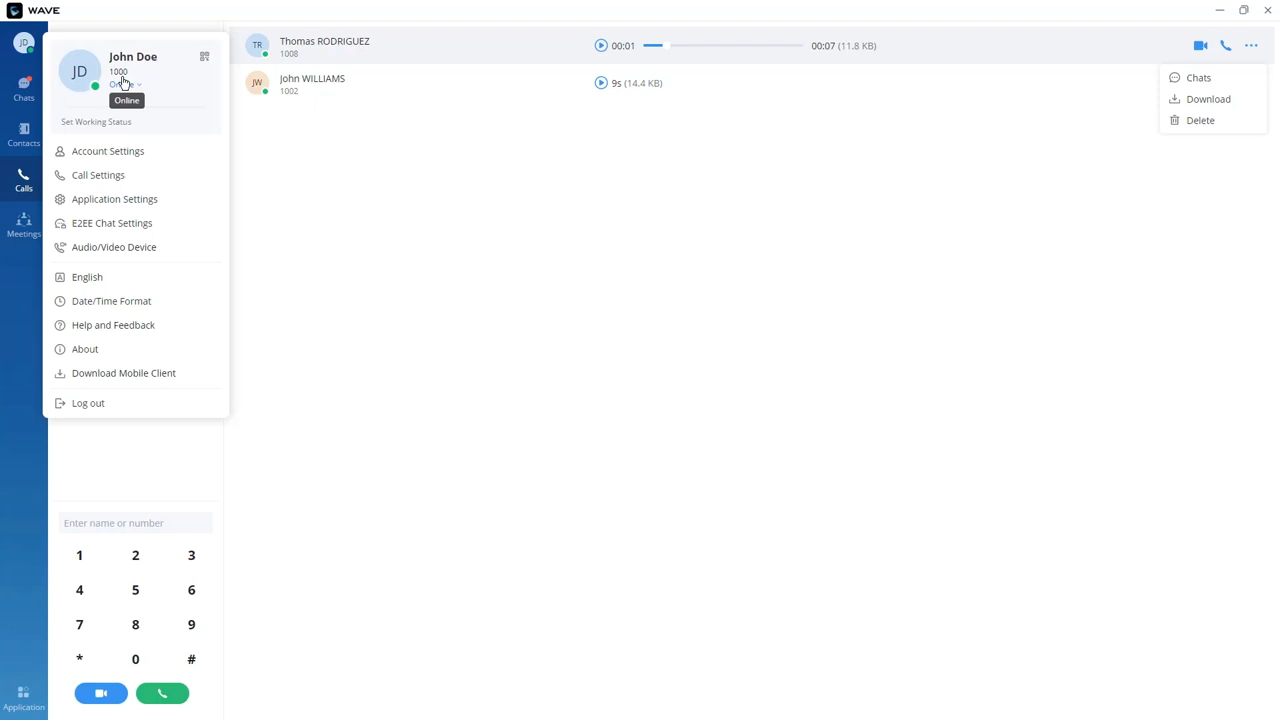 WAVE
JD
Chats
Contacts
Calls
Meetings
Application
JD
John Doe
1000
Online
Set Working Status
Account Settings
Call Settings
Application Settings
E2EE Chat Settings
Audio/Video Device
English
Date/Time Format
Help and Feedback
About
Download Mobile Client
Log out
Enter name or number
1 2 3
4 5 6
7 8 9
* 0 #
TR Thomas RODRIGUEZ 00:01 00:07 (11.8 KB)
1008
JW John WILLIAMS 9s (14.4 KB)
1002
Chats
Download
Delete